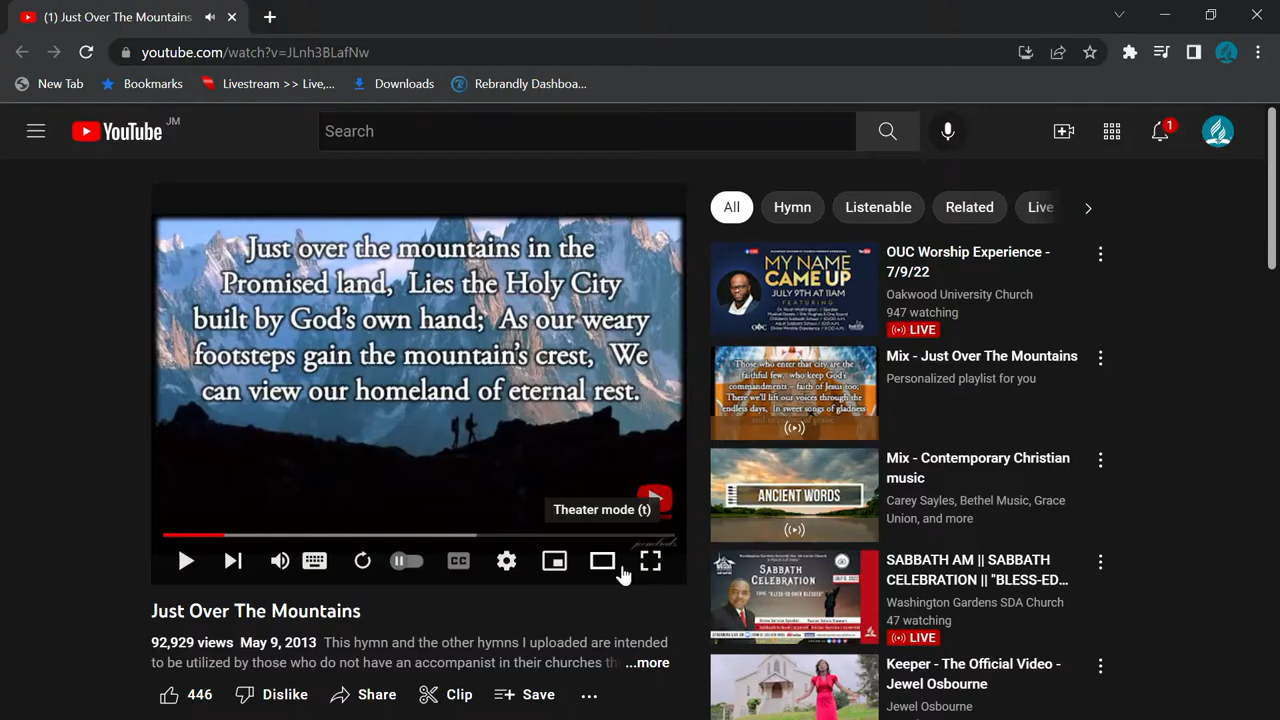 (1) Just Over The Mountains
youtube.com/watch?v=JLnh3BLafNw
New Tab
Bookmarks
Livestream >> Live,...
Downloads
Rebrandly Dashboa...
YouTube
JM
Search
1
Just over the mountains in the
Promised land, Lies the Holy City
built by God's own hand; As our weary
footsteps gain the mountain's crest, We
can view our homeland of eternal rest.
Theater mode (t)
CC
Just Over The Mountains
May 9, 2013 This hymn and the other hymns I uploaded are intended
to be utilized by those who do not have an accompanist in their churches
...more
446
Dislike
Share
Clip
Save
All
Hymn
Listenable
Related
Live
MY NAME
CAME UP
JULY 9TH AT 11AM
FEATURING
OUC Worship Experience -
7/9/22
Oakwood University Church
947 watching
LIVE
Those who enter that city are the
faithful few, who keep God's
commandments – faith of Jesus too;
There we'll lift our voices through the
endless days, In sweet songs of gladness
Mix - Just Over The Mountains
Personalized playlist for you
ANCIENT WORDS
Mix - Contemporary Christian
music
Carey Sayles, Bethel Music, Grace
Union, and more
SABBATH
CELEBRATION
SABBATH AM || SABBATH
CELEBRATION || "BLESS-ED...
Washington Gardens SDA Church
47 watching
LIVE
Keeper - The Official Video -
Jewel Osbourne
Jewel Osbourne